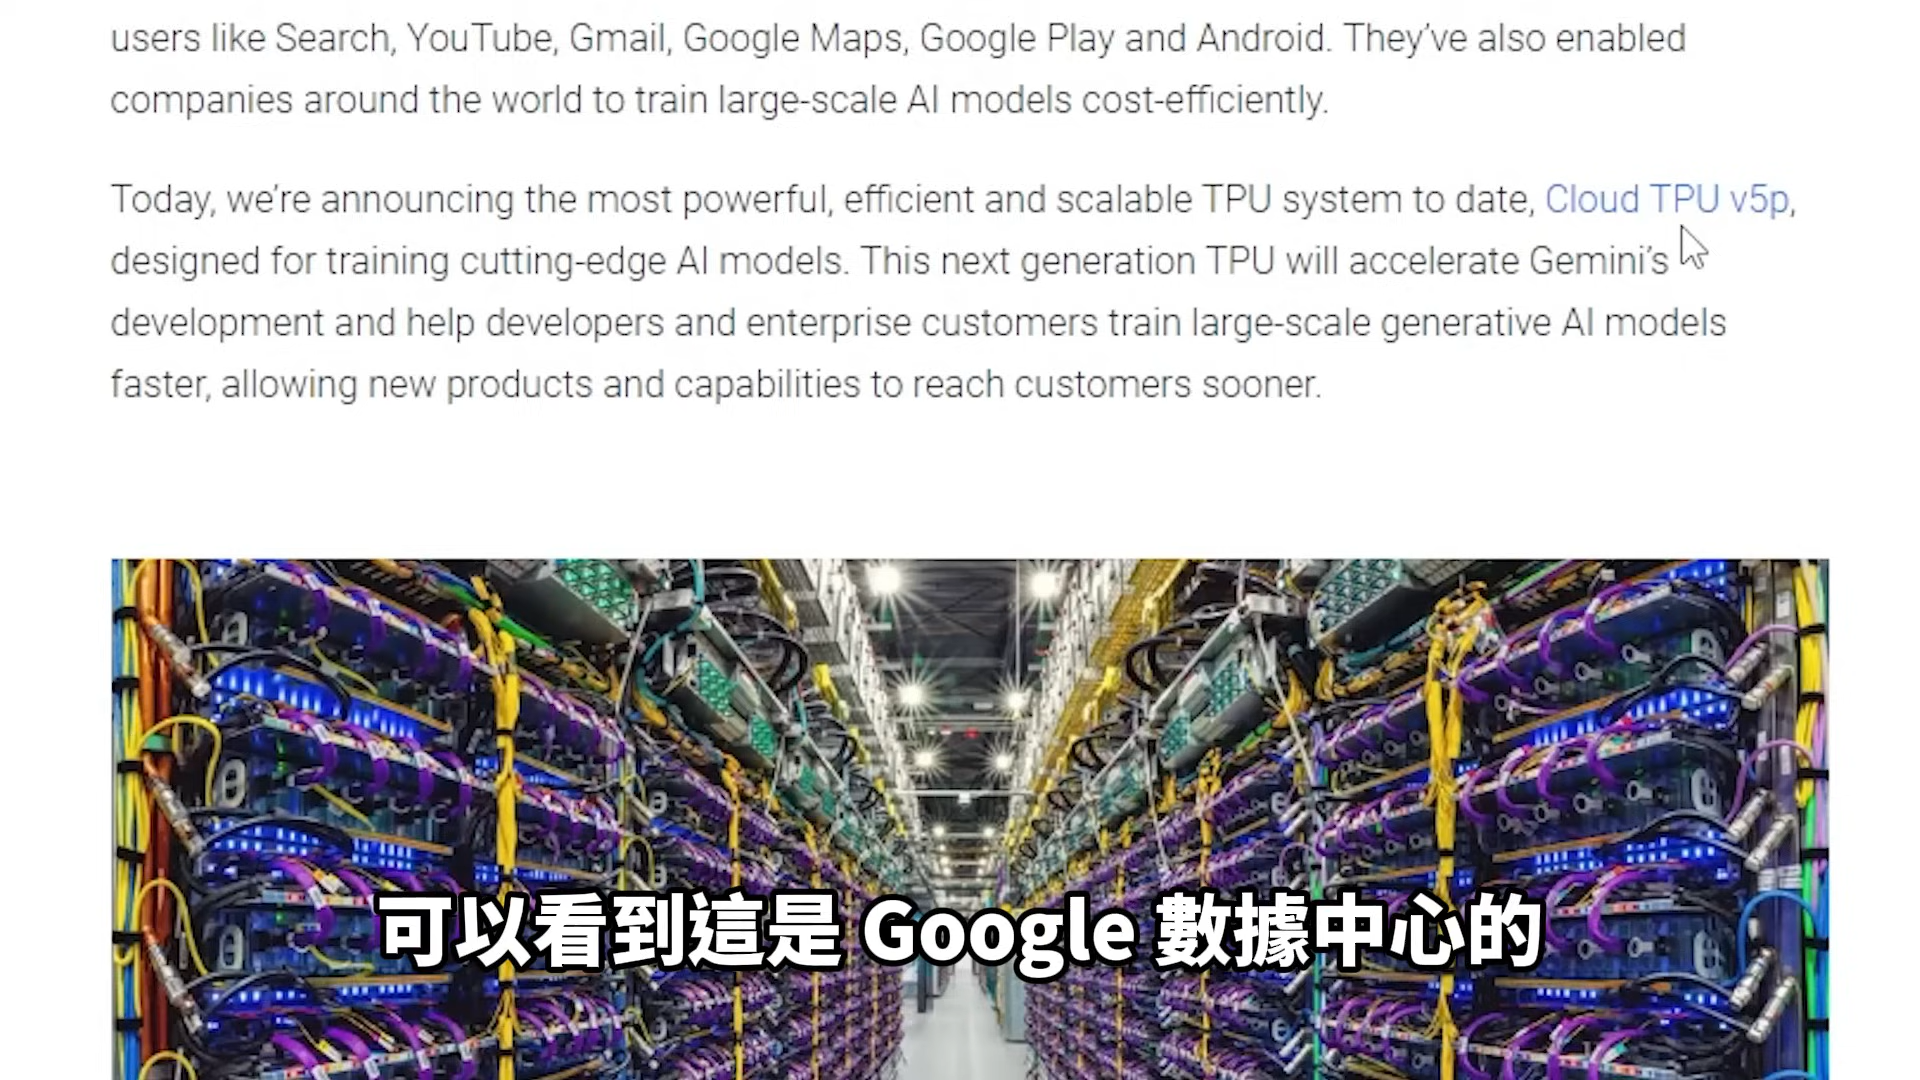 users like Search, YouTube, Gmail, Google Maps, Google Play and Android. They’ve also enabled
companies around the world to train large-scale AI models cost-efficiently.
Today, we’re announcing the most powerful, efficient and scalable TPU system to date, Cloud TPU v5p,
designed for training cutting-edge AI models. This next generation TPU will accelerate Gemini’s
development and help developers and enterprise customers train large-scale generative AI models
faster, allowing new products and capabilities to reach customers sooner.
可以看到這是 Google 數據中心的